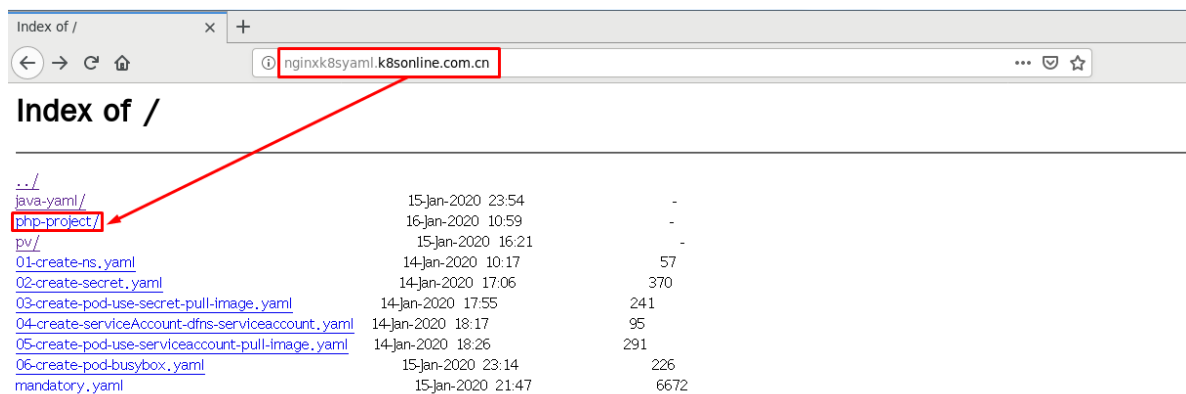 Index of /
nginxk8syaml.k8sonline.com.cn
Index of /
../
java-yaml/ 15-Jan-2020 23:54 -
php-project/ 16-Jan-2020 10:59 -
pv/ 15-Jan-2020 16:21 -
01-create-ns.yaml 14-Jan-2020 10:17 57
02-create-secret.yaml 14-Jan-2020 17:06 370
03-create-pod-use-secret-pull-image.yaml 14-Jan-2020 17:55 241
04-create-serviceAccount-dfns-serviceaccount.yaml 14-Jan-2020 18:17 95
05-create-pod-use-serviceaccount-pull-image.yaml 14-Jan-2020 18:26 291
06-create-pod-busybox.yaml 15-Jan-2020 23:14 226
mandatory.yaml 15-Jan-2020 21:47 6672